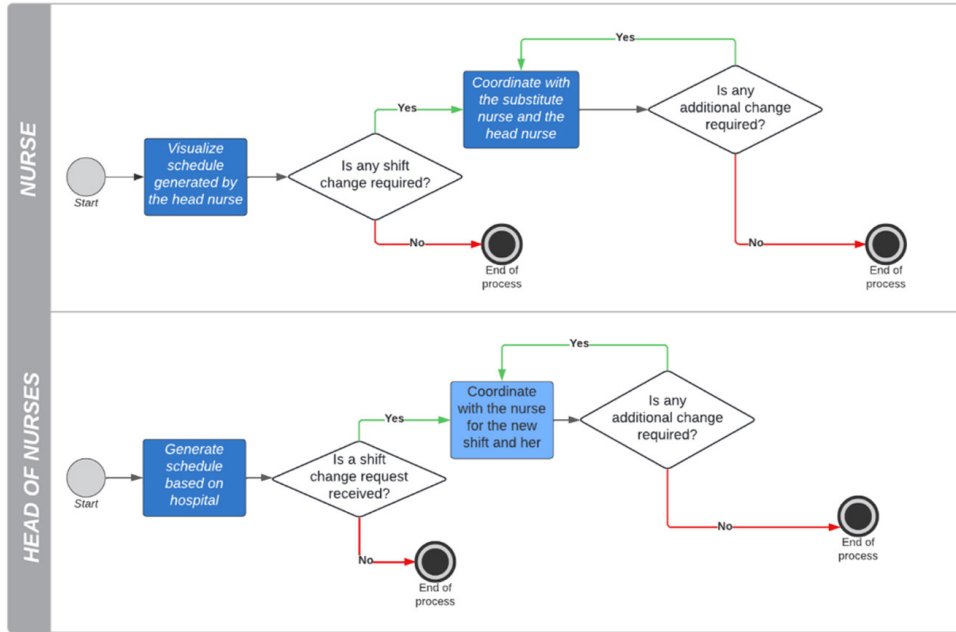 NURSE
Start
Visualize
schedule
generated by
the head nurse
Is any shift
change required?
Yes
No
End of
process
Coordinate with
the substitute
nurse and the
head nurse
Yes
Is any
additional change
required?
No
End of
process
HEAD OF NURSES
Start
Generate
schedule
based on
hospital
Is a shift
change request
received?
Yes
No
End of
process
Coordinate
with the nurse
for the new
shift and her
Yes
Is any
additional change
required?
No
End of
process